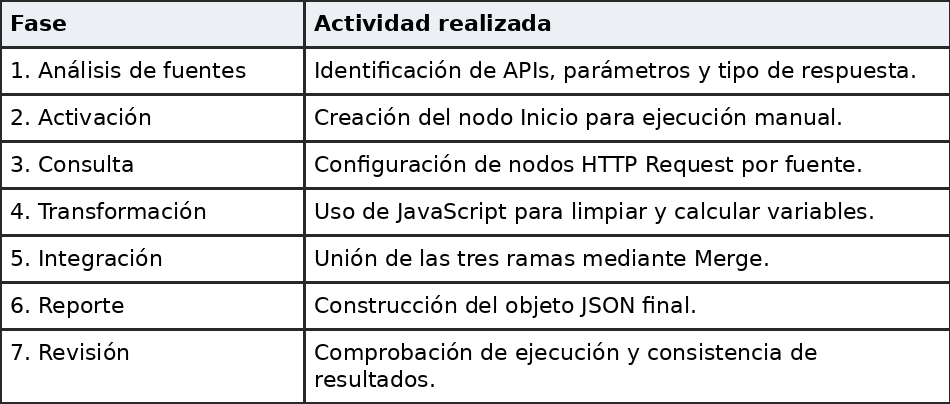 Fase
Actividad realizada
1. Análisis de fuentes
Identificación de APIs, parámetros y tipo de respuesta.
2. Activación
Creación del nodo Inicio para ejecución manual.
3. Consulta
Configuración de nodos HTTP Request por fuente.
4. Transformación
Uso de JavaScript para limpiar y calcular variables.
5. Integración
Unión de las tres ramas mediante Merge.
6. Reporte
Construcción del objeto JSON final.
7. Revisión
Comprobación de ejecución y consistencia de
resultados.